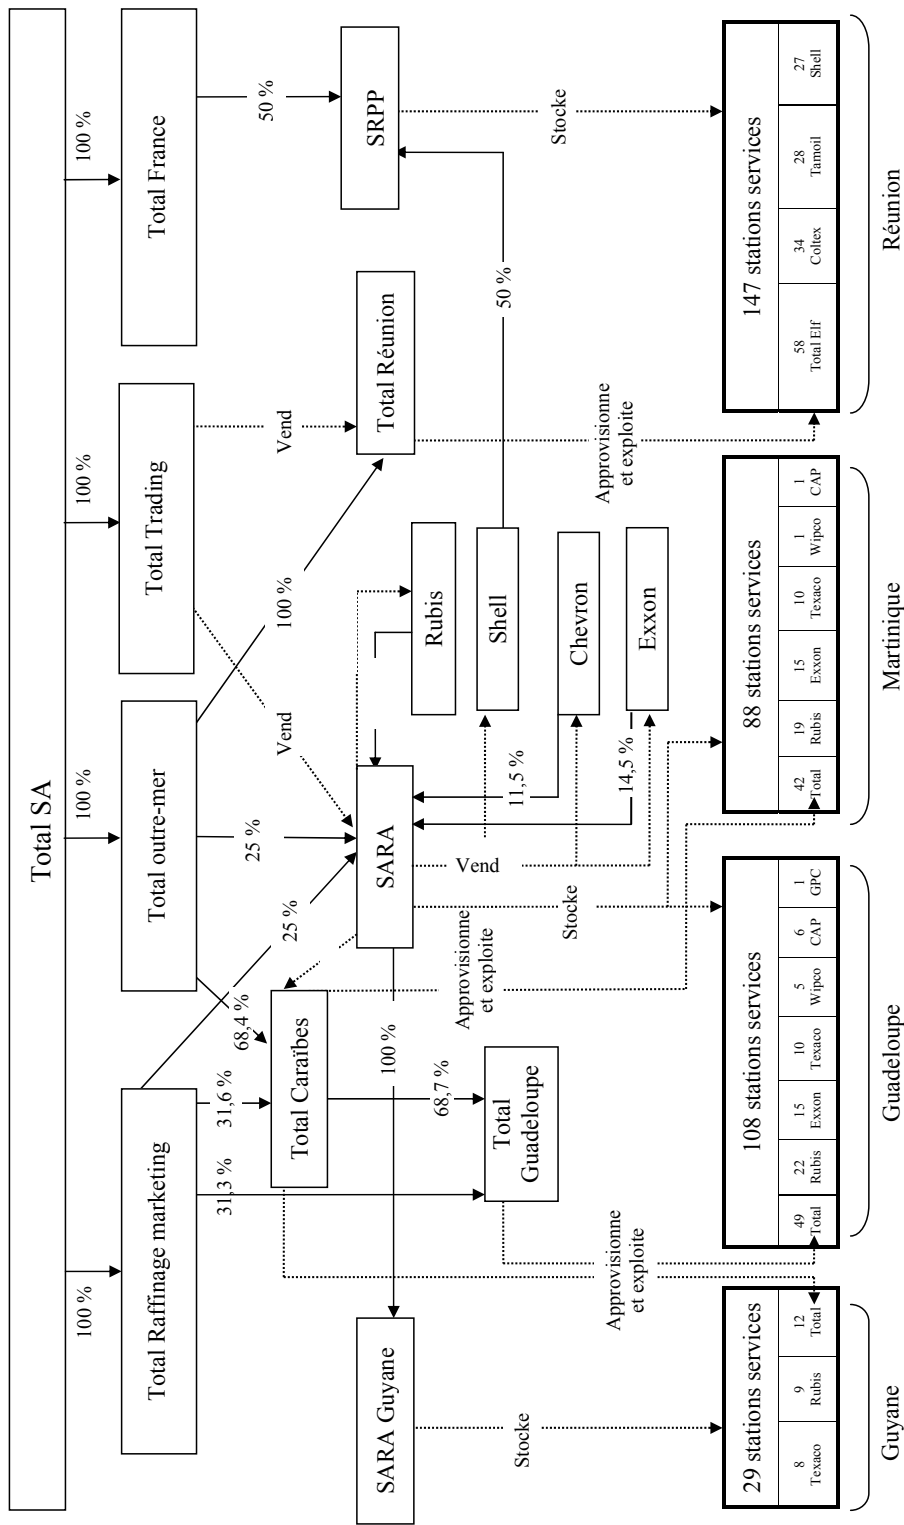 Total SA
100 %
100 %
100 %
100 %
Total Raffinage marketing
Total outre-mer
Total Trading
Total France
31,3 %
31,6 %
68,4 %
25 %
25 %
Vend
100 %
Vend
50 %
Total Caraïbes
SARA Guyane
100 %
SARA
Total Réunion
SRPP
68,7 %
Approvisionne
et exploite
Vend
11,5 %
14,5 %
Rubis
Shell
Chevron
Exxon
50 %
Total
Guadeloupe
Stocke
Stocke
Approvisionne
et exploite
Approvisionne
et exploite
Stocke
29 stations services
8
Texaco
9
Rubis
12
Total
Guyane
108 stations services
49
Total
22
Rubis
15
Exxon
10
Texaco
5
Wipco
6
CAP
1
GPC
Guadeloupe
88 stations services
42
Total
19
Rubis
15
Exxon
10
Texaco
1
Wipco
1
CAP
Martinique
147 stations services
58
Total Elf
34
Coltex
28
Tamoil
27
Shell
Réunion